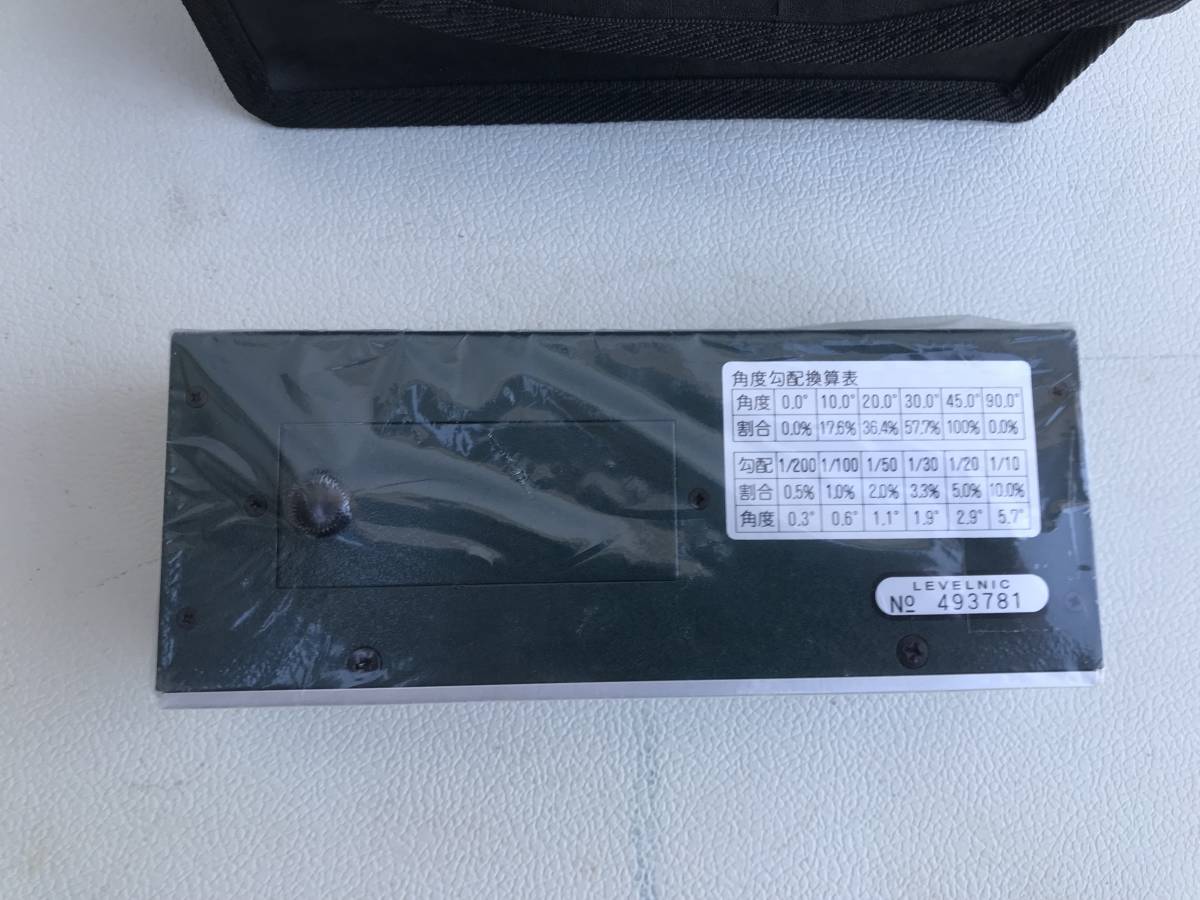 角度勾配換算表
角度 0.0° 10.0° 20.0° 30.0° 45.0° 90.0°
割合 0.0% 17.6% 36.4% 57.7% 100% 0.0%
勾配 1/200 1/100 1/50 1/30 1/20 1/10
割合 0.5% 1.0% 2.0% 3.3% 5.0% 10.0%
角度 0.3° 0.6° 1.1° 1.9° 2.9° 5.7°
LEVELNIC
№ 493781